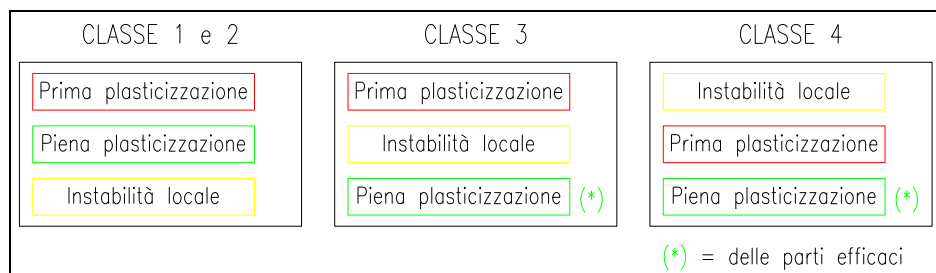 CLASSE 1 e 2
Prima plasticizzazione
Piena plasticizzazione
Instabilità locale
CLASSE 3
Prima plasticizzazione
Instabilità locale
Piena plasticizzazione (*)
CLASSE 4
Instabilità locale
Prima plasticizzazione
Piena plasticizzazione (*)
(*) = delle parti efficaci